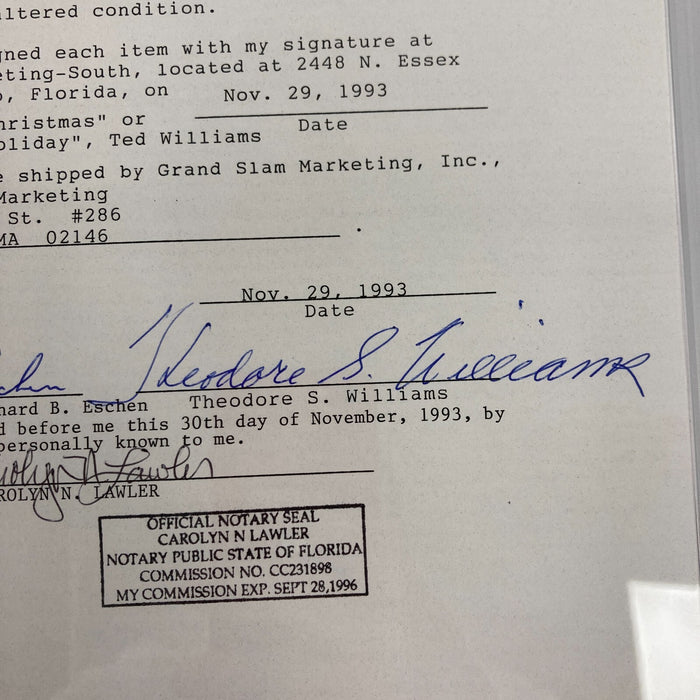 altered condition.
gned each item with my signature at
eting-South, located at 2448 N. Essex
o, Florida, on Nov. 29, 1993
hristmas" or
Date
oliday", Ted Williams
e shipped by Grand Slam Marketing, Inc.,
Marketing
St. #286
MA 02146
Nov. 29, 1993
Date
Theodore S. Williams
hard B. Eschen Theodore S. Williams
d before me this 30th day of November, 1993, by
personally known to me.
rolyn N Lawler
ROLYN N. LAWLER
OFFICIAL NOTARY SEAL
CAROLYN N LAWLER
NOTARY PUBLIC STATE OF FLORIDA
COMMISSION NO. CC231898
MY COMMISSION EXP. SEPT 28,1996